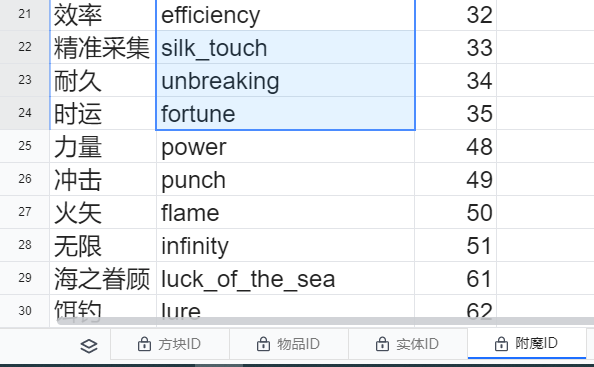 21 效率 efficiency 32
22 精准采集 silk_touch 33
23 耐久 unbreaking 34
24 时运 fortune 35
25 力量 power 48
26 冲击 punch 49
27 火矢 flame 50
28 无限 infinity 51
29 海之眷顾 luck_of_the_sea 61
30 饵钓 lure 62
方块ID 物品ID 实体ID 附魔ID